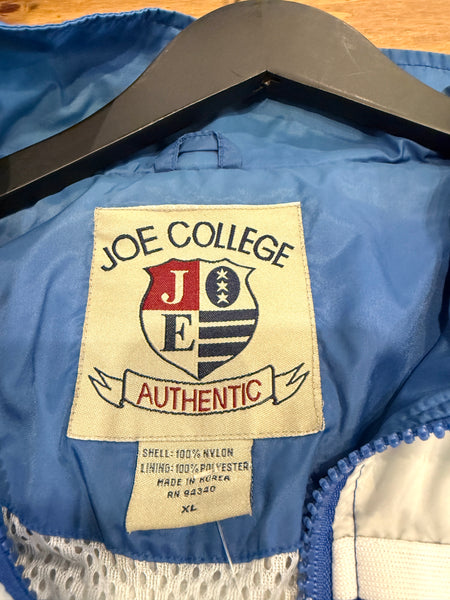 JOE COLLEGE
J O
E
AUTHENTIC
SHELL: 100% NYLON
LINING: 100% POLYESTER
MADE IN KOREA
RN 94340
XL